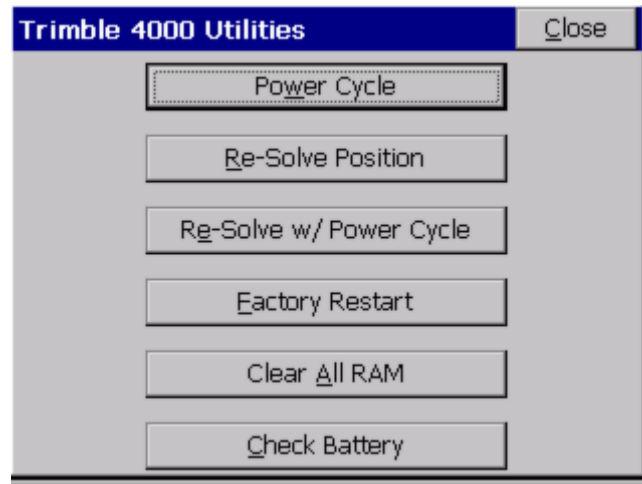 Trimble 4000 Utilities Close
Power Cycle
Re-Solve Position
Re-Solve w/ Power Cycle
Factory Restart
Clear All RAM
Check Battery